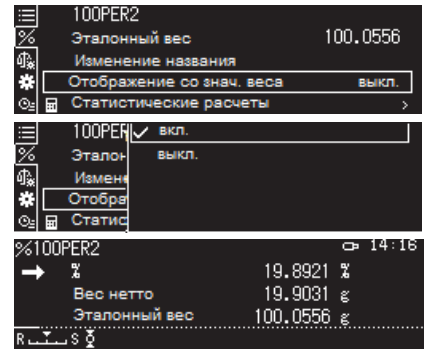 100PER2
Эталонный вес 100.0556
Изменение названия
Отображение со знач. веса выкл.
Статистические расчеты >
100PER
вкл.
Эталон
выкл.
Измен
Отобра
Статис
%100PER2 14:16
% 19.8921 %
Вес нетто 19.9031 g
Эталонный вес 100.0556 g
R S